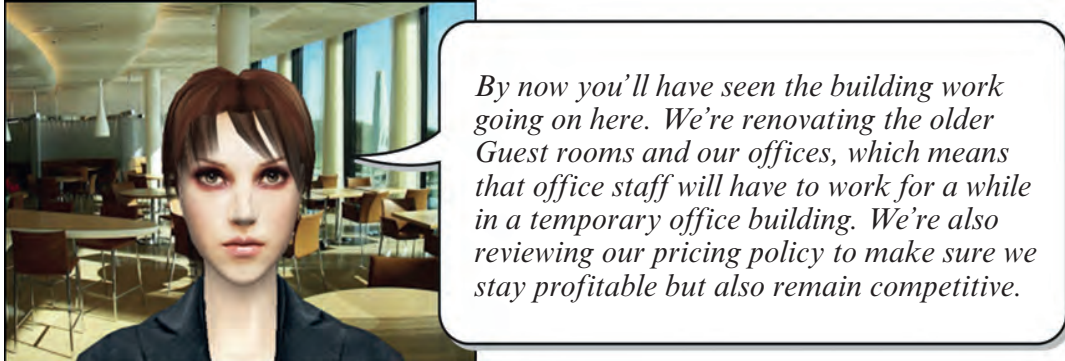 By now you'll have seen the building work
going on here. We're renovating the older
Guest rooms and our offices, which means
that office staff will have to work for a while
in a temporary office building. We're also
reviewing our pricing policy to make sure we
stay profitable but also remain competitive.